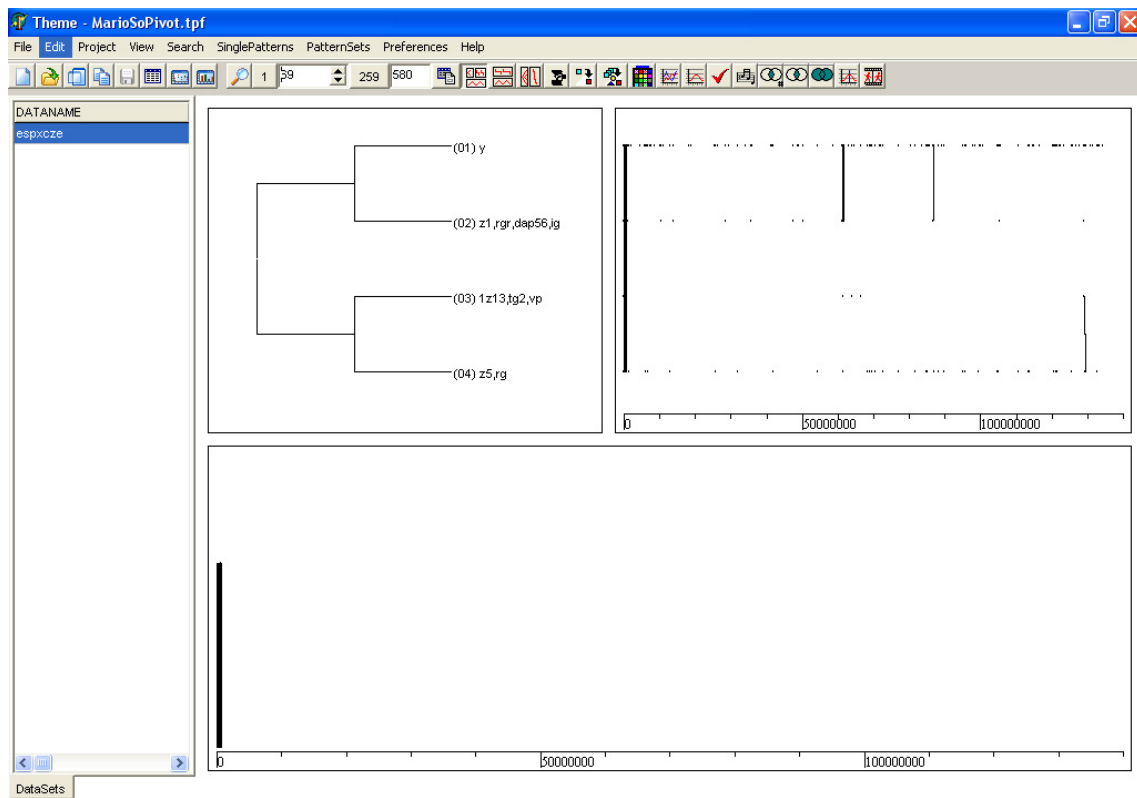 Theme - MarioSoPivot.tpf
File Edit Project View Search SinglePatterns PatternSets Preferences Help
1 59 259 580
DATANAME
espxcze
(01) y
(02) z1,rgr,dap56,ig
(03) 1z13,tg2,vp
(04) z5,rg
0 50000000 100000000
0 50000000 100000000
DataSets